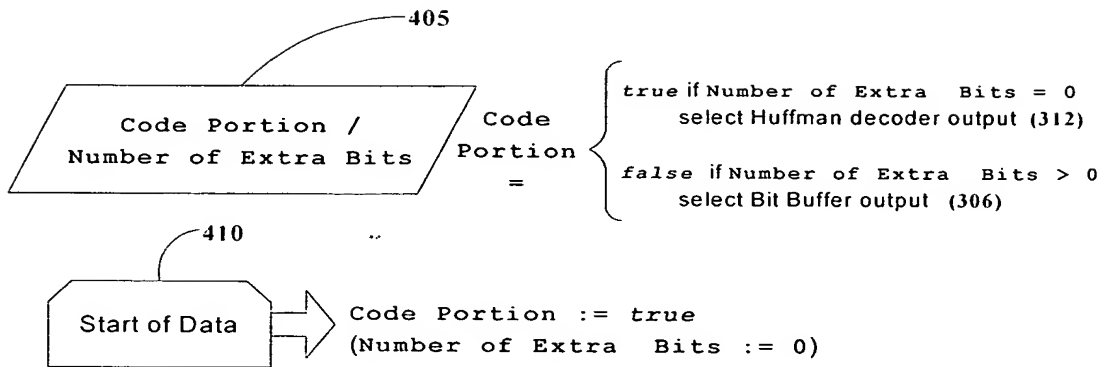 405
Code Portion /
Number of Extra Bits
Code
Portion
=
true if Number of Extra Bits = 0
select Huffman decoder output (312)
false if Number of Extra Bits > 0
select Bit Buffer output (306)
410
Start of Data
Code Portion := true
(Number of Extra Bits := 0)